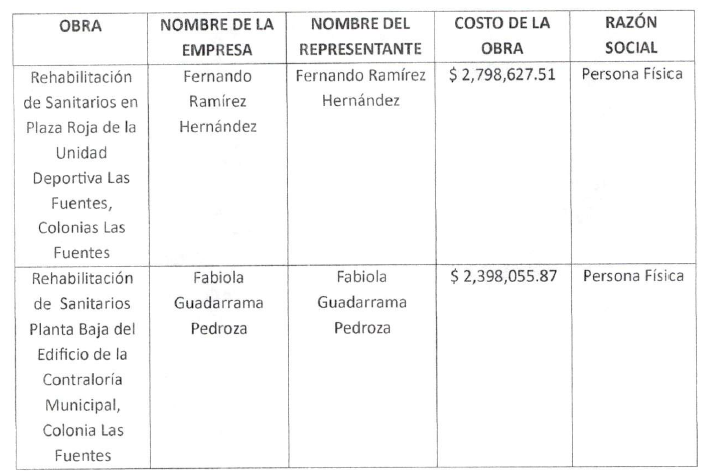 OBRA
NOMBRE DE LA
EMPRESA
NOMBRE DEL
REPRESENTANTE
COSTO DE LA
OBRA
RAZÓN
SOCIAL
Rehabilitación
de Sanitarios en
Plaza Roja de la
Unidad
Deportiva Las
Fuentes,
Colonias Las
Fuentes
Fernando
Ramírez
Hernández
Fernando Ramírez
Hernández
$ 2,798,627.51
Persona Física
Rehabilitación
de Sanitarios
Planta Baja del
Edificio de la
Contraloría
Municipal,
Colonia Las
Fuentes
Fabiola
Guadarrama
Pedroza
Fabiola
Guadarrama
Pedroza
$ 2,398,055.87
Persona Física